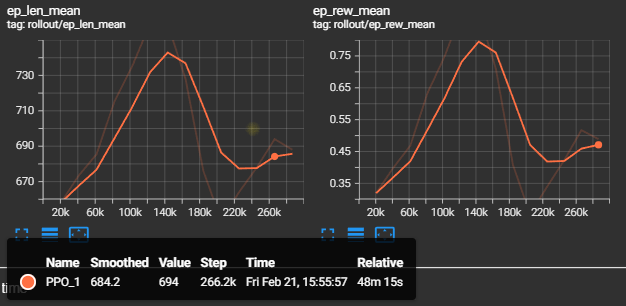 ep_len_mean
tag: rollout/ep_len_mean
730
710
690
670
20k 60k 100k 140k 180k 220k 260k
ep_rew_mean
tag: rollout/ep_rew_mean
0.75
0.65
0.55
0.45
0.35
20k 60k 100k 140k 180k 220k 260k
Name Smoothed Value Step Time Relative
PPO_1 684.2 694 266.2k Fri Feb 21, 15:55:57 48m 15s